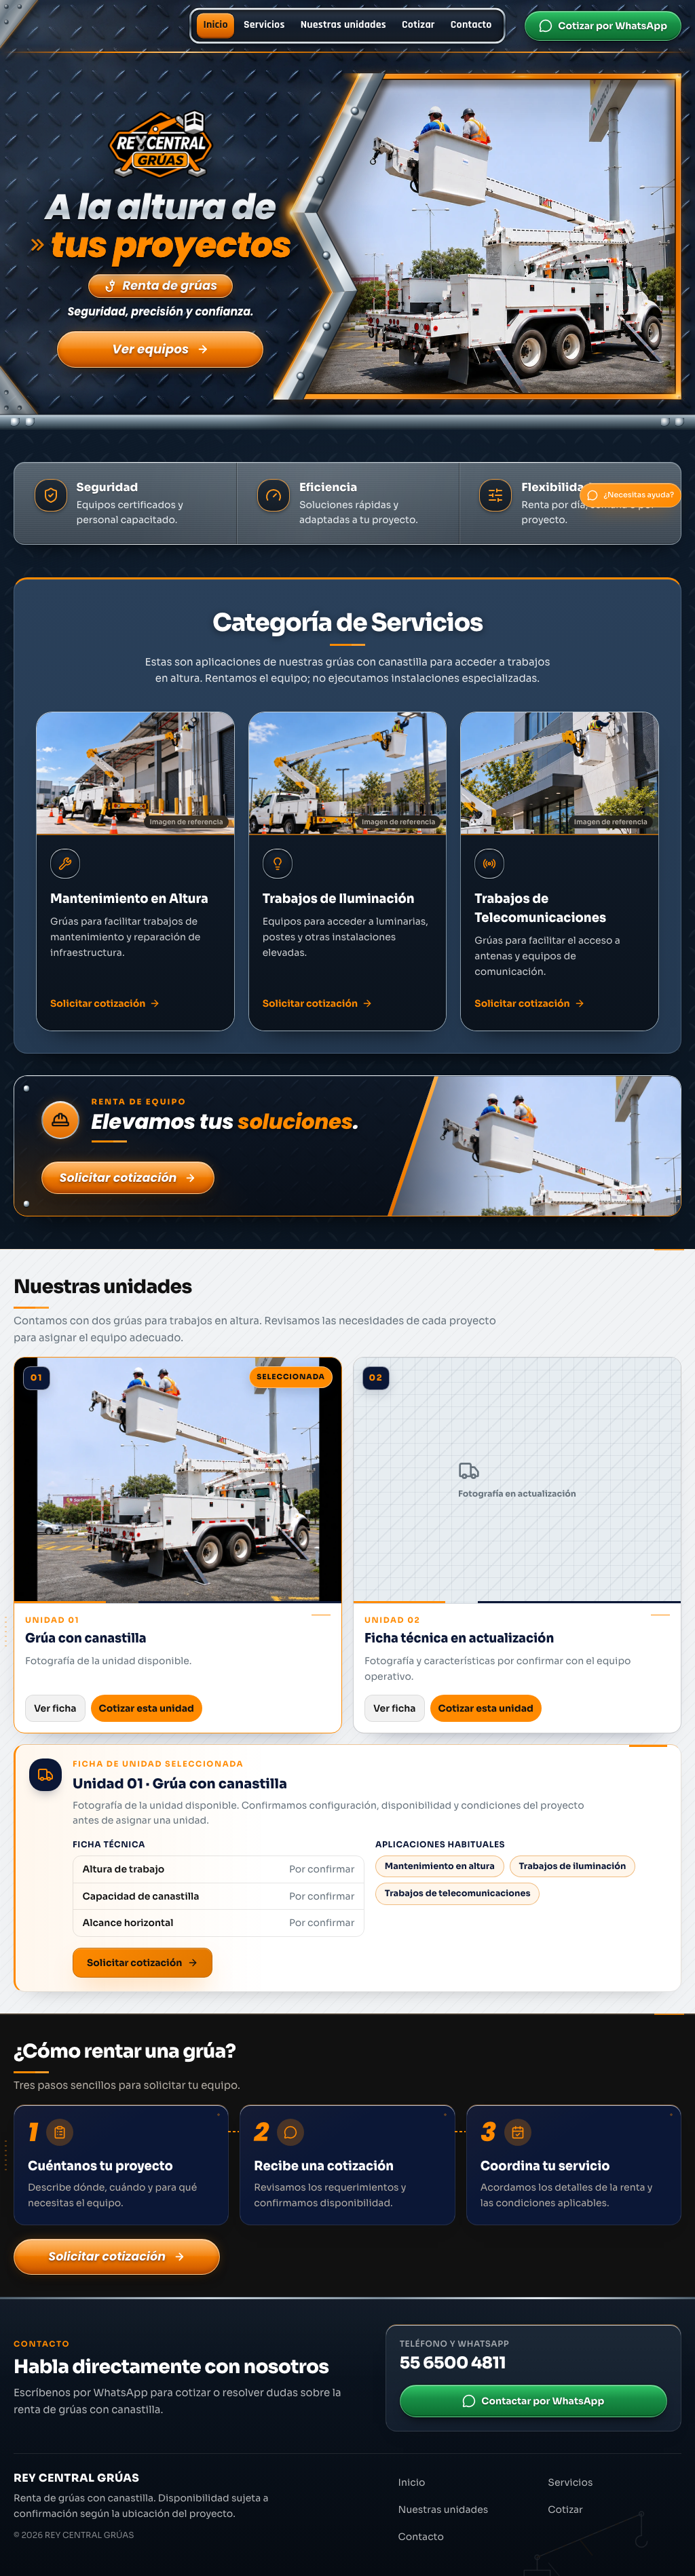 Inicio
Servicios
Nuestras unidades
Cotizar
Contacto
Cotizar por WhatsApp
REY CENTRAL
GRÚAS
A la altura de
» tus proyectos
Renta de grúas
Seguridad, precisión y confianza.
Ver equipos →
Seguridad
Equipos certificados y
personal capacitado.
Eficiencia
Soluciones rápidas y
adaptadas a tu proyecto.
Flexibilida
Renta por día,
proyecto.
¿Necesitas ayuda?
Categoría de Servicios
Estas son aplicaciones de nuestras grúas con canastilla para acceder a trabajos
en altura. Rentamos el equipo; no ejecutamos instalaciones especializadas.
Imagen de referencia
Mantenimiento en Altura
Grúas para facilitar trabajos de
mantenimiento y reparación de
infraestructura.
Solicitar cotización →
Imagen de referencia
Trabajos de Iluminación
Equipos para acceder a luminarias,
postes y otras instalaciones
elevadas.
Solicitar cotización →
Imagen de referencia
Trabajos de
Telecomunicaciones
Grúas para facilitar el acceso a
antenas y equipos de
comunicación.
Solicitar cotización →
RENTA DE EQUIPO
Elevamos tus soluciones.
Solicitar cotización →
Nuestras unidades
Contamos con dos grúas para trabajos en altura. Revisamos las necesidades de cada proyecto
para asignar el equipo adecuado.
01
SELECCIONADA
UNIDAD 01
Grúa con canastilla
Fotografía de la unidad disponible.
Ver ficha
Cotizar esta unidad
02
Fotografía en actualización
UNIDAD 02
Ficha técnica en actualización
Fotografía y características por confirmar con el equipo
operativo.
Ver ficha
Cotizar esta unidad
FICHA DE UNIDAD SELECCIONADA
Unidad 01 · Grúa con canastilla
Fotografía de la unidad disponible. Confirmamos configuración, disponibilidad y condiciones del proyecto
antes de asignar una unidad.
FICHA TÉCNICA
Altura de trabajo Por confirmar
Capacidad de canastilla Por confirmar
Alcance horizontal Por confirmar
APLICACIONES HABITUALES
Mantenimiento en altura
Trabajos de iluminación
Trabajos de telecomunicaciones
Solicitar cotización →
¿Cómo rentar una grúa?
Tres pasos sencillos para solicitar tu equipo.
1
Cuéntanos tu proyecto
Describe dónde, cuándo y para qué
necesitas el equipo.
2
Recibe una cotización
Revisamos los requerimientos y
confirmamos disponibilidad.
3
Coordina tu servicio
Acordamos los detalles de la renta y
las condiciones aplicables.
Solicitar cotización →
CONTACTO
Habla directamente con nosotros
Escríbenos por WhatsApp para cotizar o resolver dudas sobre la
renta de grúas con canastilla.
TELÉFONO Y WHATSAPP
55 6500 4811
Contactar por WhatsApp
REY CENTRAL GRÚAS
Renta de grúas con canastilla. Disponibilidad sujeta a
confirmación según la ubicación del proyecto.
© 2026 REY CENTRAL GRÚAS
Inicio
Servicios
Nuestras unidades
Cotizar
Contacto